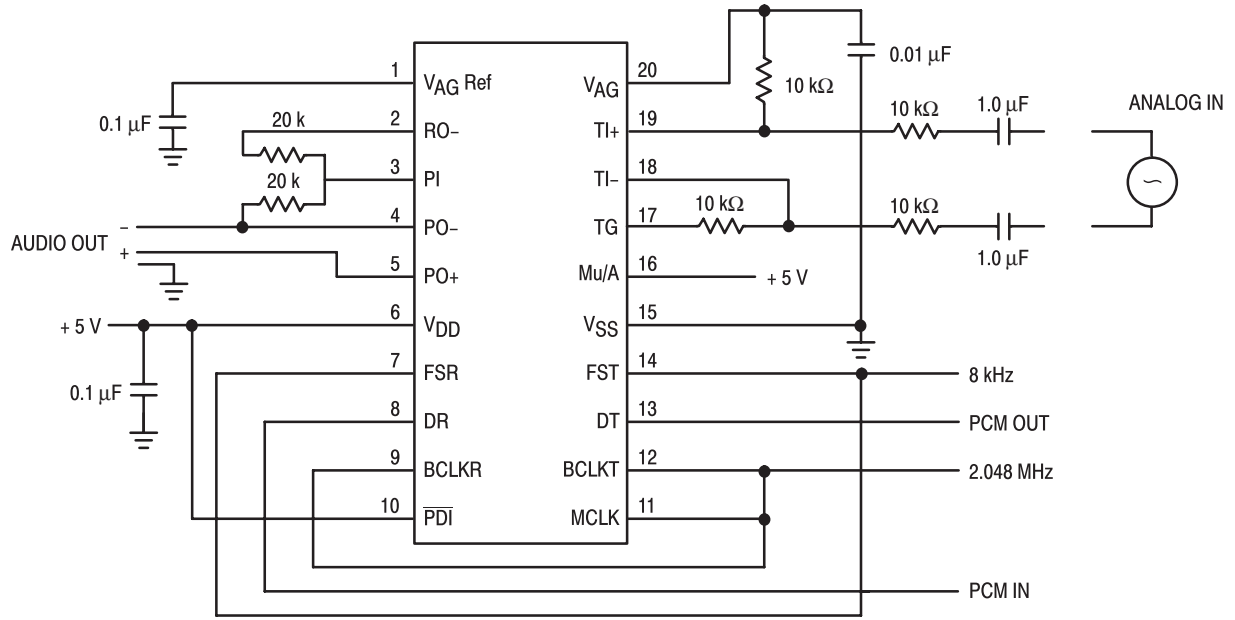 1
V_AG Ref
0.1 µF
2
RO–
20 k
3
PI
20 k
4
PO–
AUDIO OUT
–
+
5
PO+
+ 5 V
6
V_DD
0.1 µF
7
FSR
8
DR
9
BCLKR
10
PDI
V_AG
20
10 kΩ
0.01 µF
TI+
19
10 kΩ
1.0 µF
ANALOG IN
TI–
18
TG
17
10 kΩ
10 kΩ
1.0 µF
Mu/A
16
+ 5 V
V_SS
15
FST
14
8 kHz
DT
13
PCM OUT
BCLKT
12
2.048 MHz
MCLK
11
PCM IN